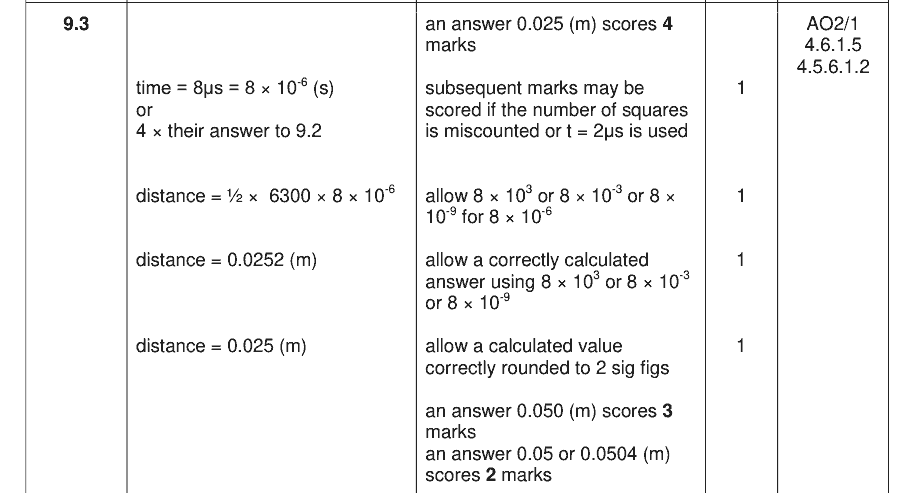 9.3
an answer 0.025 (m) scores 4
marks
AO2/1
4.6.1.5
4.5.6.1.2
time = 8µs = 8 × 10⁻⁶ (s)
or
4 × their answer to 9.2
subsequent marks may be
scored if the number of squares
is miscounted or t = 2µs is used
1
distance = ½ × 6300 × 8 × 10⁻⁶
allow 8 × 10³ or 8 × 10⁻³ or 8 ×
10⁻⁹ for 8 × 10⁻⁶
1
distance = 0.0252 (m)
allow a correctly calculated
answer using 8 × 10³ or 8 × 10⁻³
or 8 × 10⁻⁹
1
distance = 0.025 (m)
allow a calculated value
correctly rounded to 2 sig figs
1
an answer 0.050 (m) scores 3
marks
an answer 0.05 or 0.0504 (m)
scores 2 marks